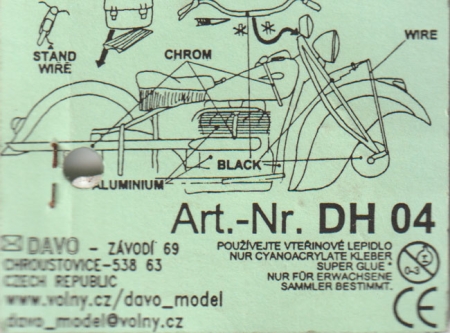 STAND
WIRE
CHROM
WIRE
BLACK
ALUMINIUM
Art.-Nr. DH 04
DAVO - ZÁVODÍ 69
CHROUSTOVICE-538 63
CZECH REPUBLIC
www.volny.cz/davo_model
davo_model@volny.cz
POUŽÍVEJTE VTEŘINOVÉ LEPIDLO
NUR CYANOACRYLATE KLEBER
SUPER GLUE *
NUR FÜR ERWACHSENE
SAMMLER BESTIMMT.
0-3
CE